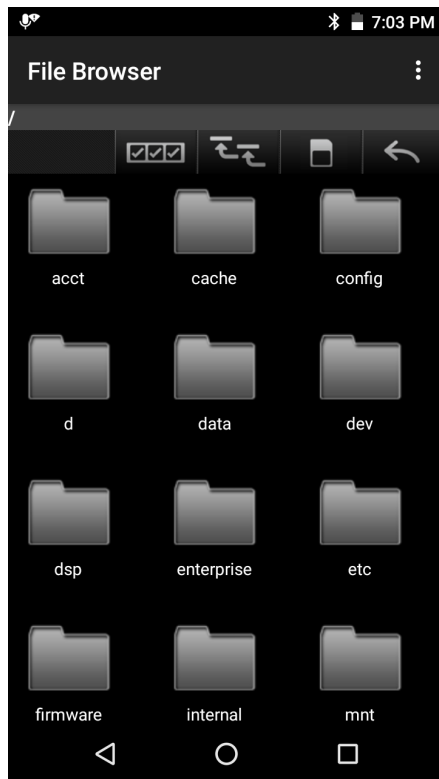 7:03 PM
File Browser
/
acct cache config
d data dev
dsp enterprise etc
firmware internal mnt